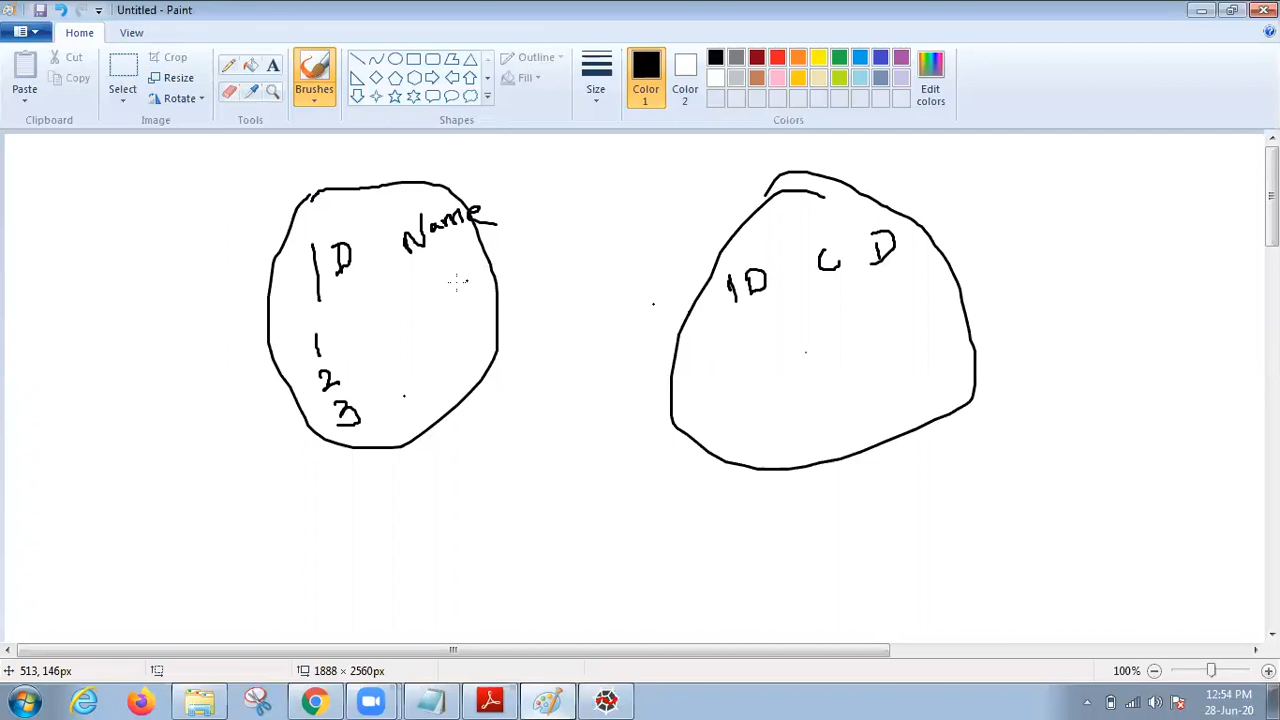 Untitled - Paint
Home View
Paste
Cut
Copy
Clipboard
Select
Crop
Resize
Rotate
Image
A
Tools
Brushes
Shapes
Outline
Fill
Size
Color 1
Color 2
Edit colors
Colors
ID Name
1
2
3
ID C D
513, 146px
1888 × 2560px
100%
12:54 PM
28-Jun-20